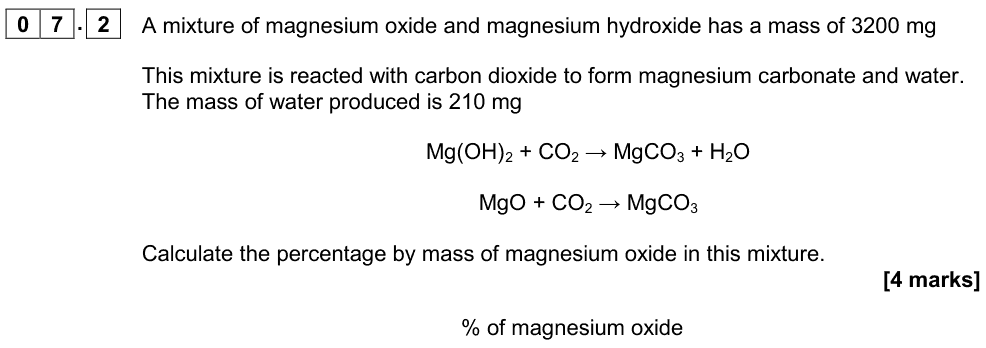 07.2 A mixture of magnesium oxide and magnesium hydroxide has a mass of 3200 mg
This mixture is reacted with carbon dioxide to form magnesium carbonate and water.
The mass of water produced is 210 mg
Mg(OH)₂ + CO₂ → MgCO₃ + H₂O
MgO + CO₂ → MgCO₃
Calculate the percentage by mass of magnesium oxide in this mixture.
[4 marks]
% of magnesium oxide